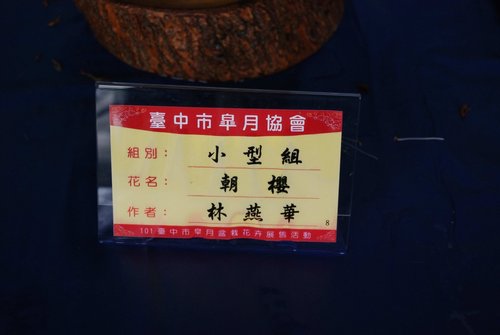 臺中市皐月協會
組別： 小型組
花名： 朝櫻
作者： 林燕華
8
101臺中市皐月盆栽花卉展售活動